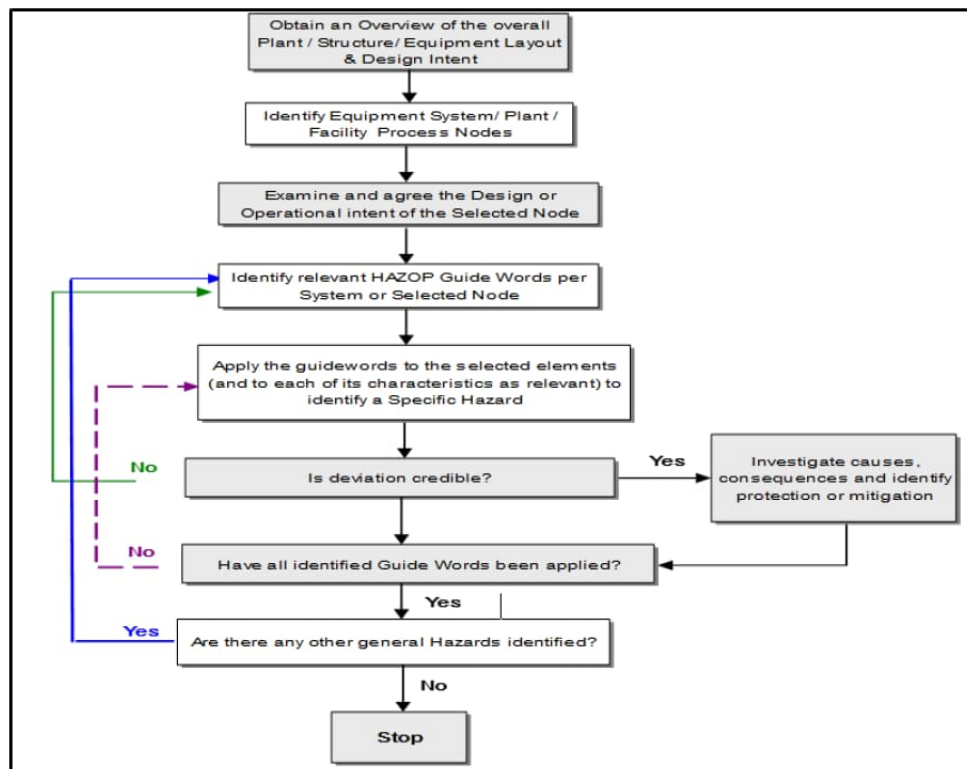 Obtain an Overview of the overall
Plant / Structure/ Equipment Layout
& Design Intent
Identify Equipment System/ Plant /
Facility Process Nodes
Examine and agree the Design or
Operational intent of the Selected Node
Identify relevant HAZOP Guide Words per
System or Selected Node
Apply the guidewords to the selected elements
(and to each of its characteristics as relevant) to
identify a Specific Hazard
No
Is deviation credible?
Yes
Investigate causes,
consequences and identify
protection or mitigation
No
Have all identified Guide Words been applied?
Yes
Yes
Are there any other general Hazards identified?
No
Stop